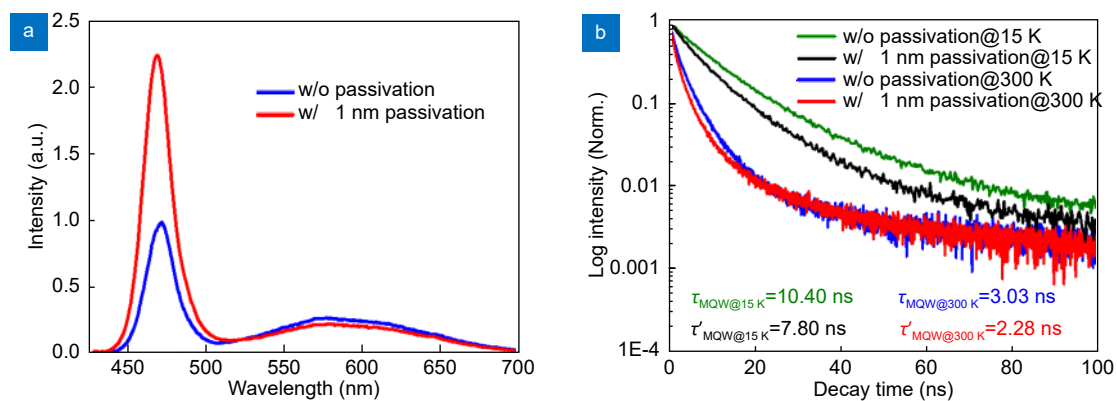 a
2.5
2.0
1.5
1.0
0.5
0.0
Intensity (a.u.)
w/o passivation
w/ 1 nm passivation
450 500 550 600 650 700
Wavelength (nm)
b
1
0.1
0.01
0.001
1E-4
Log intensity (Norm.)
w/o passivation@15 K
w/ 1 nm passivation@15 K
w/o passivation@300 K
w/ 1 nm passivation@300 K
τMQW@15 K=10.40 ns τMQW@300 K=3.03 ns
τ′MQW@15 K=7.80 ns τ′MQW@300 K=2.28 ns
0 20 40 60 80 100
Decay time (ns)